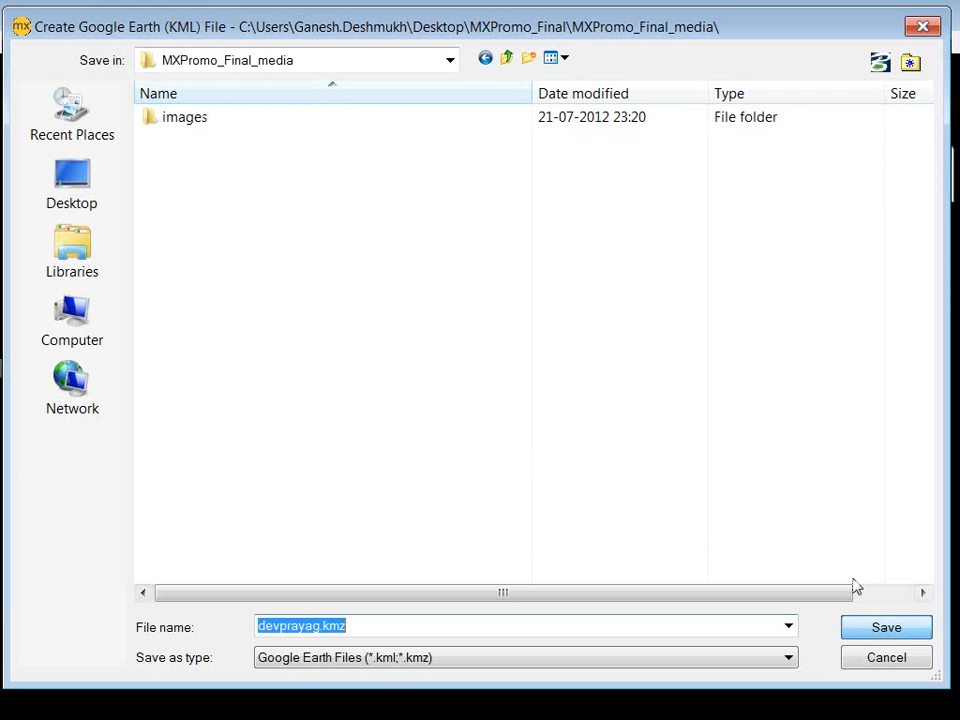 mx Create Google Earth (KML) File - C:\Users\Ganesh.Deshmukh\Desktop\MXPromo_Final\MXPromo_Final_media\
Save in: MXPromo_Final_media
Name Date modified Type Size
images 21-07-2012 23:20 File folder
Recent Places
Desktop
Libraries
Computer
Network
File name: devprayag.kmz Save
Save as type: Google Earth Files (*.kml;*.kmz) Cancel